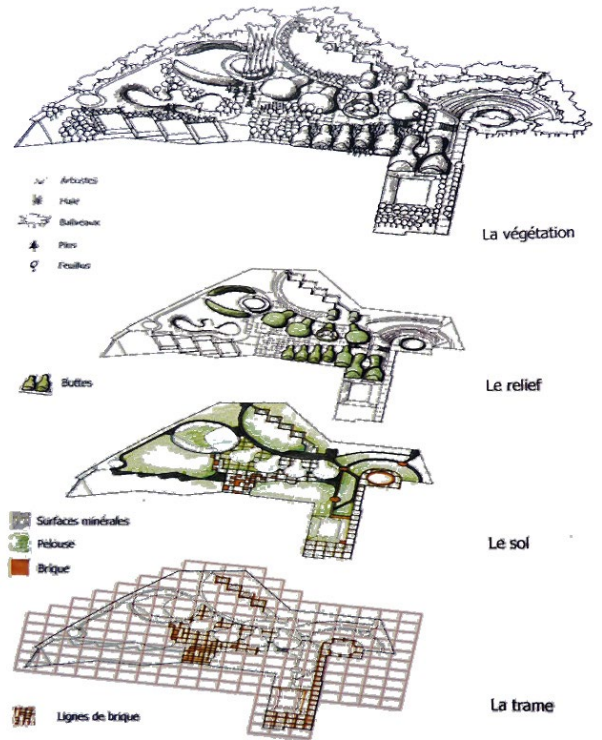 Arbustes
Haie
Baliveaux
Pins
Feuillus
La végétation
Buttes
Le relief
Surfaces minérales
Pelouse
Brique
Le sol
Lignes de brique
La trame